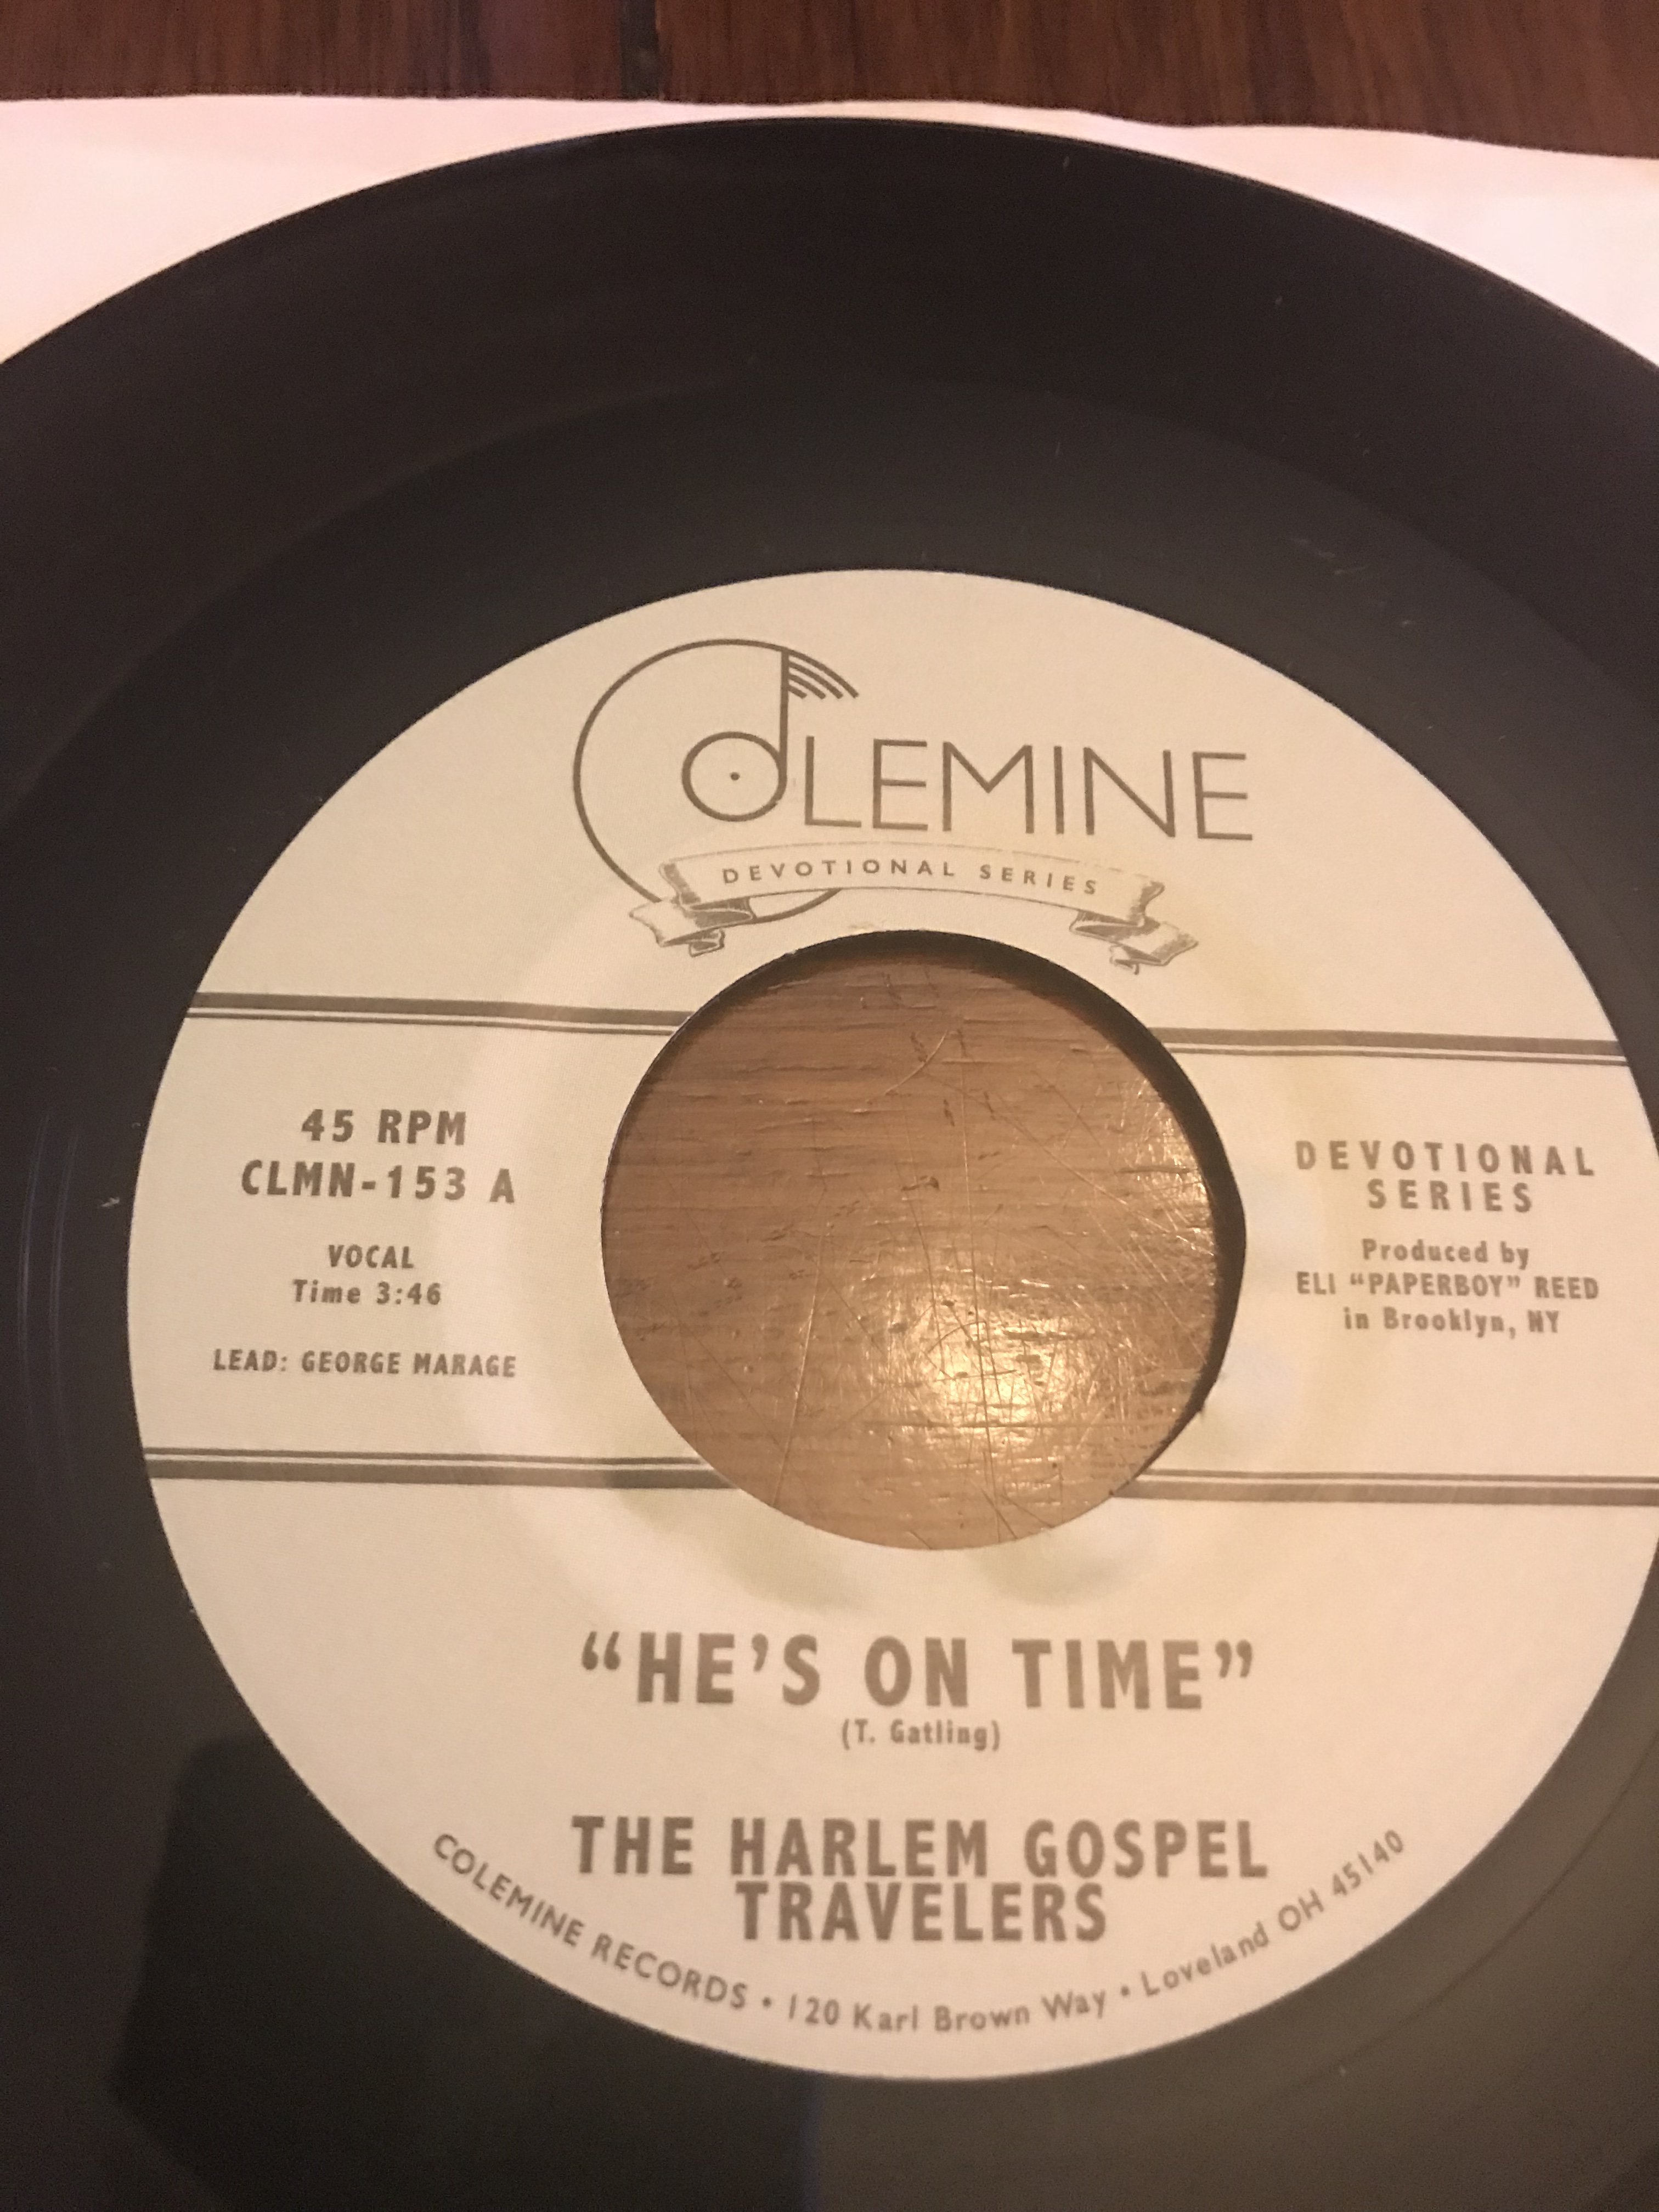 COLEMINE
DEVOTIONAL SERIES
45 RPM
CLMN-153 A
VOCAL
Time 3:46
LEAD: GEORGE MARAGE
DEVOTIONAL
SERIES
Produced by
ELI “PAPERBOY” REED
in Brooklyn, NY
“HE’S ON TIME”
(T. Gatling)
THE HARLEM GOSPEL
TRAVELERS
COLEMINE RECORDS • 120 Karl Brown Way • Loveland OH 45140